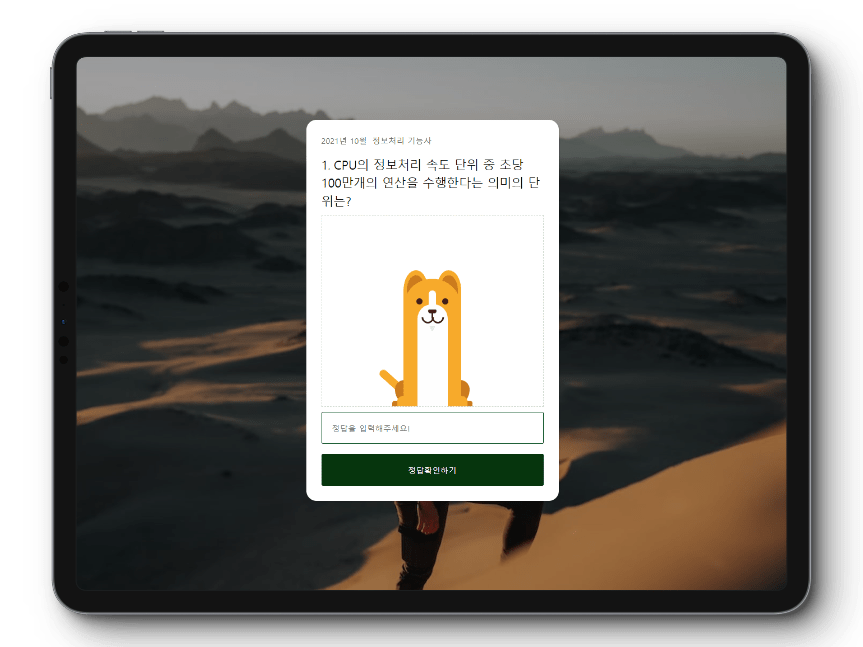 2021년 10월 정보처리 기능사
1. CPU의 정보처리 속도 단위 중 초당
100만개의 연산을 수행한다는 의미의 단
위는?
정답을 입력해주세요!
정답확인하기